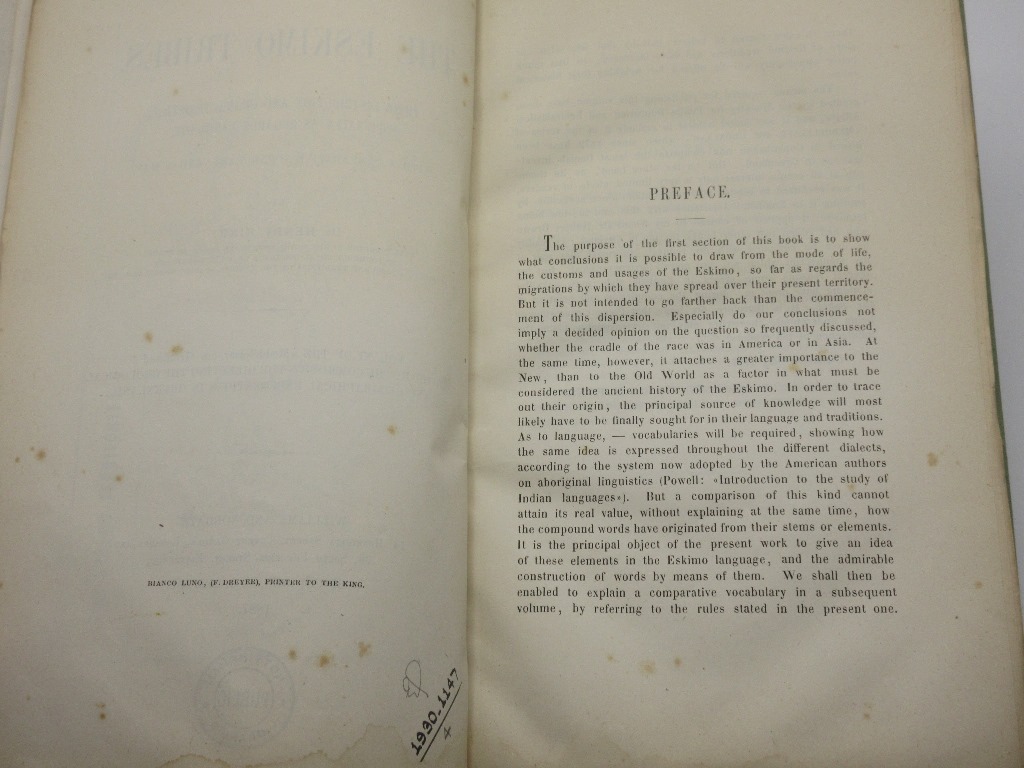 THE ESKIMO TRIBES
BIANCO LUNO, (F. DREYER), PRINTER TO THE KING.
1990-1147
4
PREFACE.
The purpose of the first section of this book is to show
what conclusions it is possible to draw from the mode of life,
the customs and usages of the Eskimo, so far as regards the
migrations by which they have spread over their present territory.
But it is not intended to go farther back than the commence-
ment of this dispersion. Especially do our conclusions not
imply a decided opinion on the question so frequently discussed,
whether the cradle of the race was in America or in Asia. At
the same time, however, it attaches a greater importance to the
New, than to the Old World as a factor in what must be
considered the ancient history of the Eskimo. In order to trace
out their origin, the principal source of knowledge will most
likely have to be finally sought for in their language and traditions.
As to language, — vocabularies will be required, showing how
the same idea is expressed throughout the different dialects,
according to the system now adopted by the American authors
on aboriginal linguistics (Powell: «Introduction to the study of
Indian languages»). But a comparison of this kind cannot
attain its real value, without explaining at the same time, how
the compound words have originated from their stems or elements.
It is the principal object of the present work to give an idea
of these elements in the Eskimo language, and the admirable
construction of words by means of them. We shall then be
enabled to explain a comparative vocabulary in a subsequent
volume, by referring to the rules stated in the present one.